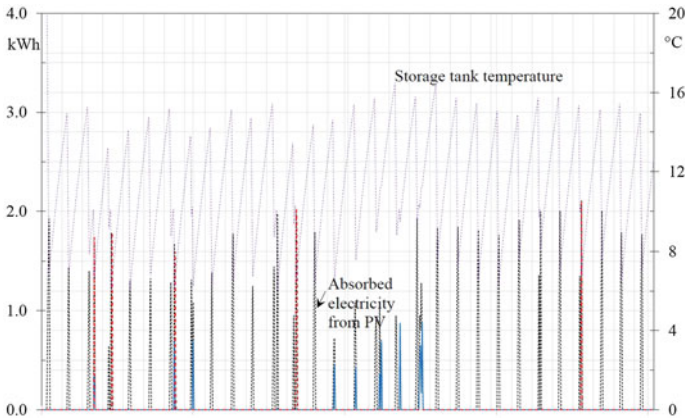 4.0
kWh
3.0
2.0
1.0
0.0
20
°C
16
12
8
4
0
Storage tank temperature
Absorbed
electricity
from PV